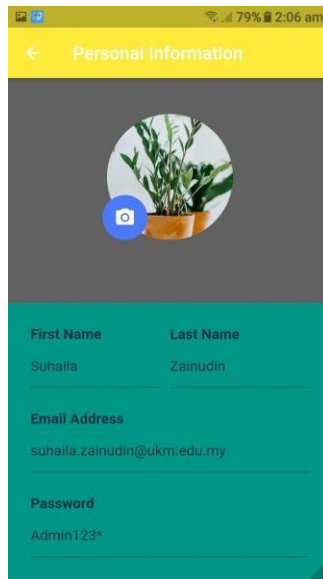 79% 2:06 am
Personal Information
First Name Last Name
Suhaila Zainudin
Email Address
suhaila.zainudin@ukm.edu.my
Password
Admin123*